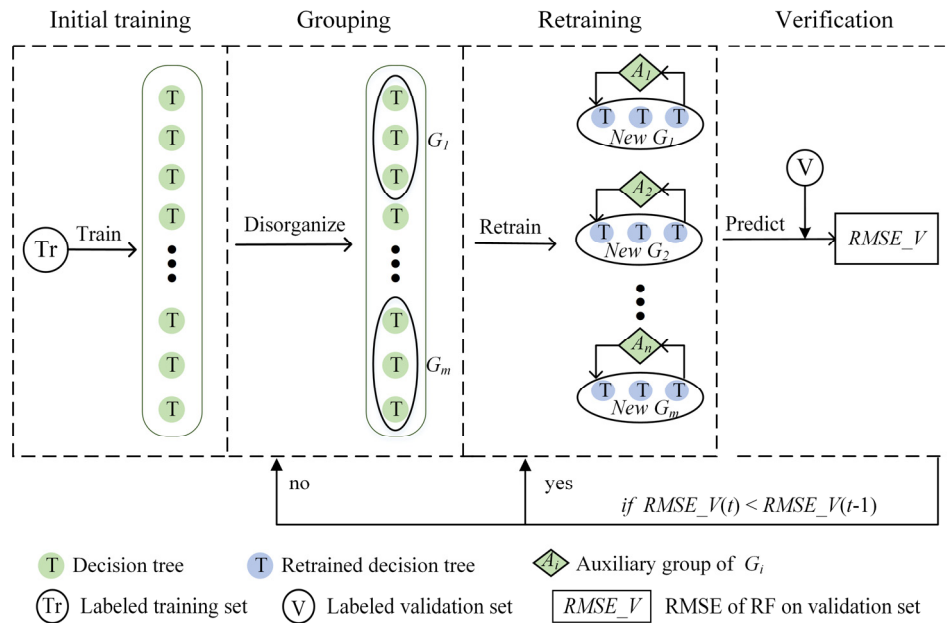 Initial training Grouping Retraining Verification
T T A1
T T T T T
T T G1 New G1
T T A2 V
T T T T T
Tr Train Disorganize Retrain New G2 Predict RMSE_V
T T An
T T Gm T T T
T T New Gm
no yes if RMSE_V(t) < RMSE_V(t-1)
T Decision tree T Retrained decision tree Ai Auxiliary group of Gi
Tr Labeled training set V Labeled validation set RMSE_V RMSE of RF on validation set